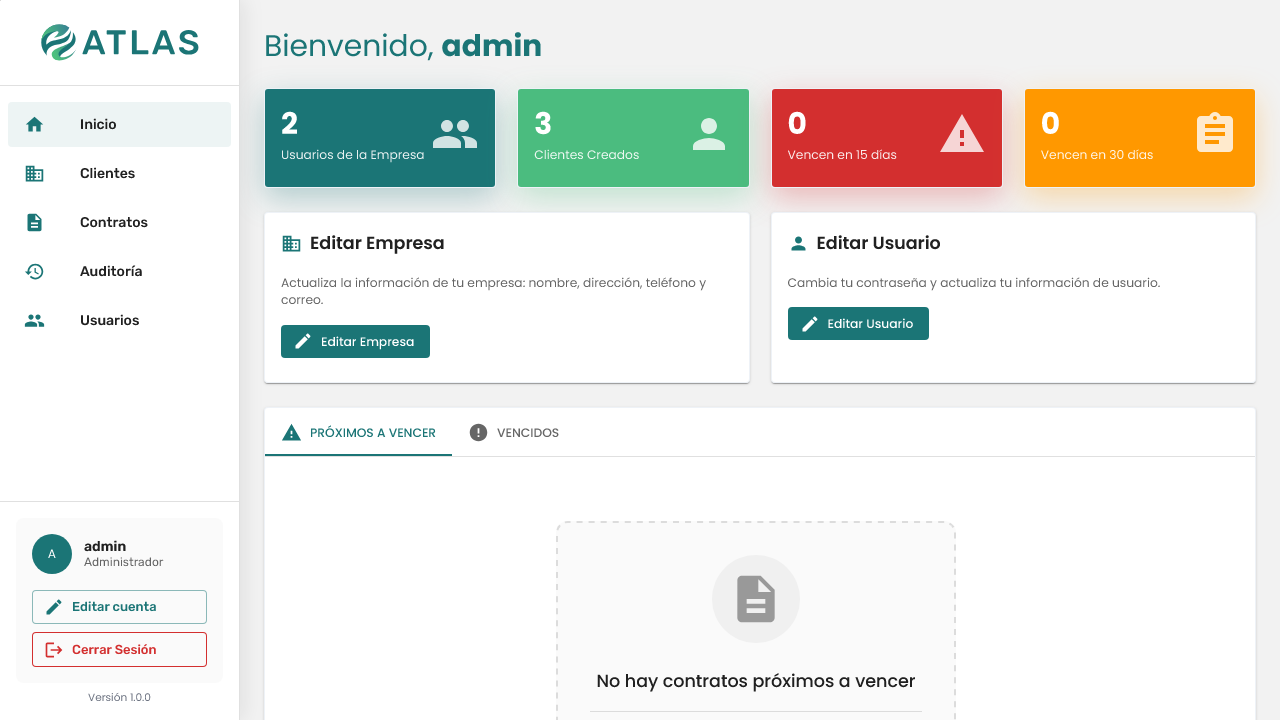 ATLAS
Inicio
Clientes
Contratos
Auditoría
Usuarios
A
admin
Administrador
Editar cuenta
Cerrar Sesión
Versión 1.0.0
Bienvenido, admin
2
Usuarios de la Empresa
3
Clientes Creados
0
Vencen en 15 días
0
Vencen en 30 días
Editar Empresa
Actualiza la información de tu empresa: nombre, dirección, teléfono y
correo.
Editar Empresa
Editar Usuario
Cambia tu contraseña y actualiza tu información de usuario.
Editar Usuario
PRÓXIMOS A VENCER
VENCIDOS
No hay contratos próximos a vencer